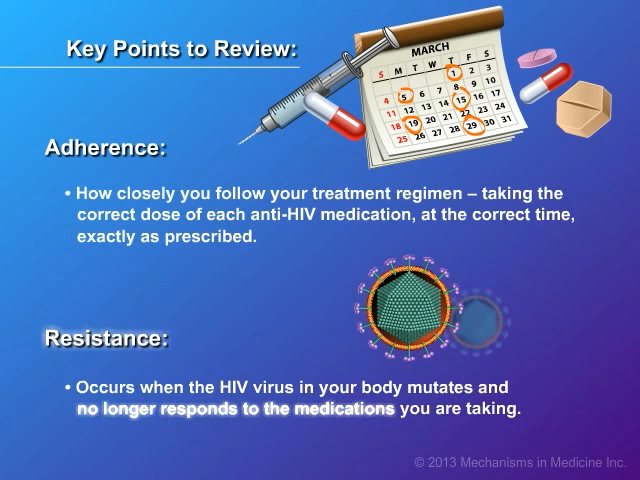 Key Points to Review:
MARCH
S M T W T F S
1 2 3
4 5 6 7 8 9 10
11 12 13 14 15 16 17
18 19 20 21 22 23 24
25 26 27 28 29 30 31
Adherence:
• How closely you follow your treatment regimen – taking the
correct dose of each anti-HIV medication, at the correct time,
exactly as prescribed.
Resistance:
• Occurs when the HIV virus in your body mutates and
no longer responds to the medications you are taking.
© 2013 Mechanisms in Medicine Inc.